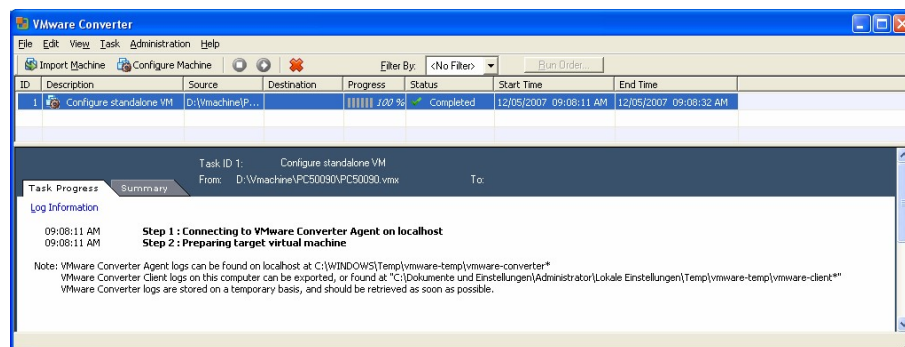 VMware Converter
File Edit View Task Administration Help
Import Machine Configure Machine Filter By: <No Filter> Run Order...
ID Description Source Destination Progress Status Start Time End Time
1 Configure standalone VM D:\Vmachine\P... 100 % Completed 12/05/2007 09:08:11 AM 12/05/2007 09:08:32 AM
Task ID 1: Configure standalone VM
From: D:\Vmachine\PC50090\PC50090.vmx To:
Task Progress Summary
Log Information
09:08:11 AM Step 1 : Connecting to VMware Converter Agent on localhost
09:08:11 AM Step 2 : Preparing target virtual machine
Note: VMware Converter Agent logs can be found on localhost at C:\WINDOWS\Temp\vmware-temp\vmware-converter*
VMware Converter Client logs on this computer can be exported, or found at "C:\Dokumente und Einstellungen\Administrator\Lokale Einstellungen\Temp\vmware-temp\vmware-client*"
VMware Converter logs are stored on a temporary basis, and should be retrieved as soon as possible.